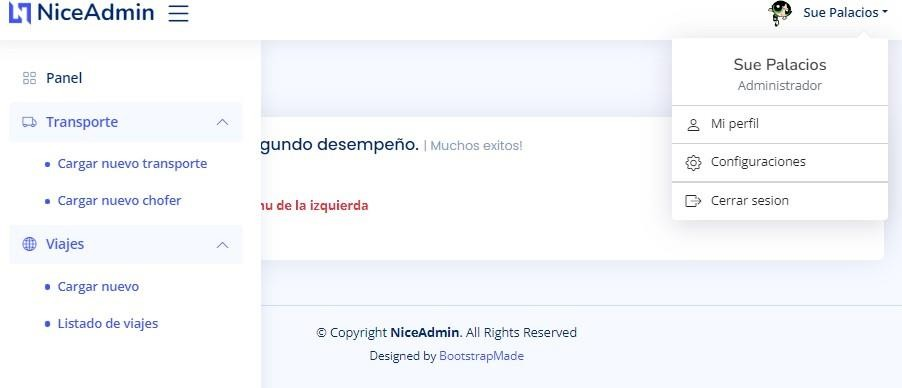 NiceAdmin
Sue Palacios
Sue Palacios
Administrador
Mi perfil
Configuraciones
Cerrar sesion
Panel
Transporte
Cargar nuevo transporte
Cargar nuevo chofer
Viajes
Cargar nuevo
Listado de viajes
gundo desempeño. | Muchos exitos!
nu de la izquierda
© Copyright NiceAdmin. All Rights Reserved
Designed by BootstrapMade